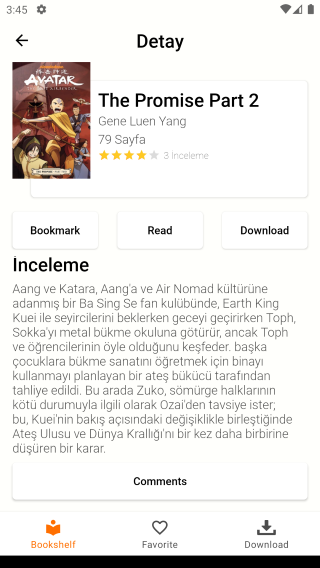 3:45
Detay
AVATAR
The Promise Part 2
Gene Luen Yang
79 Sayfa
3 Inceleme
Bookmark
Read
Download
İnceleme
Aang ve Katara, Aang'a ve Air Nomad kültürüne
adanmış bir Ba Sing Se fan kulübünde, Earth King
Kuei ile seyircilerini beklerken geceyi geçirirken Toph,
Sokka'yı metal bükme okuluna götürür, ancak Toph
ve öğrencilerinin öyle olduğunu keşfeder. başka
çocuklara bükme sanatını öğretmek için binayı
kullanmayı planlayan bir ateş bükücü tarafından
tahliye edildi. Bu arada Zuko, sömürge halklarının
kötü durumuyla ilgili olarak Ozai'den tavsiye ister;
bu, Kuei'nin bakış açısındaki değişiklikle birleştiğinde
Ateş Ulusu ve Dünya Krallığı'nı bir kez daha birbirine
düşüren bir karar.
Comments
Bookshelf
Favorite
Download